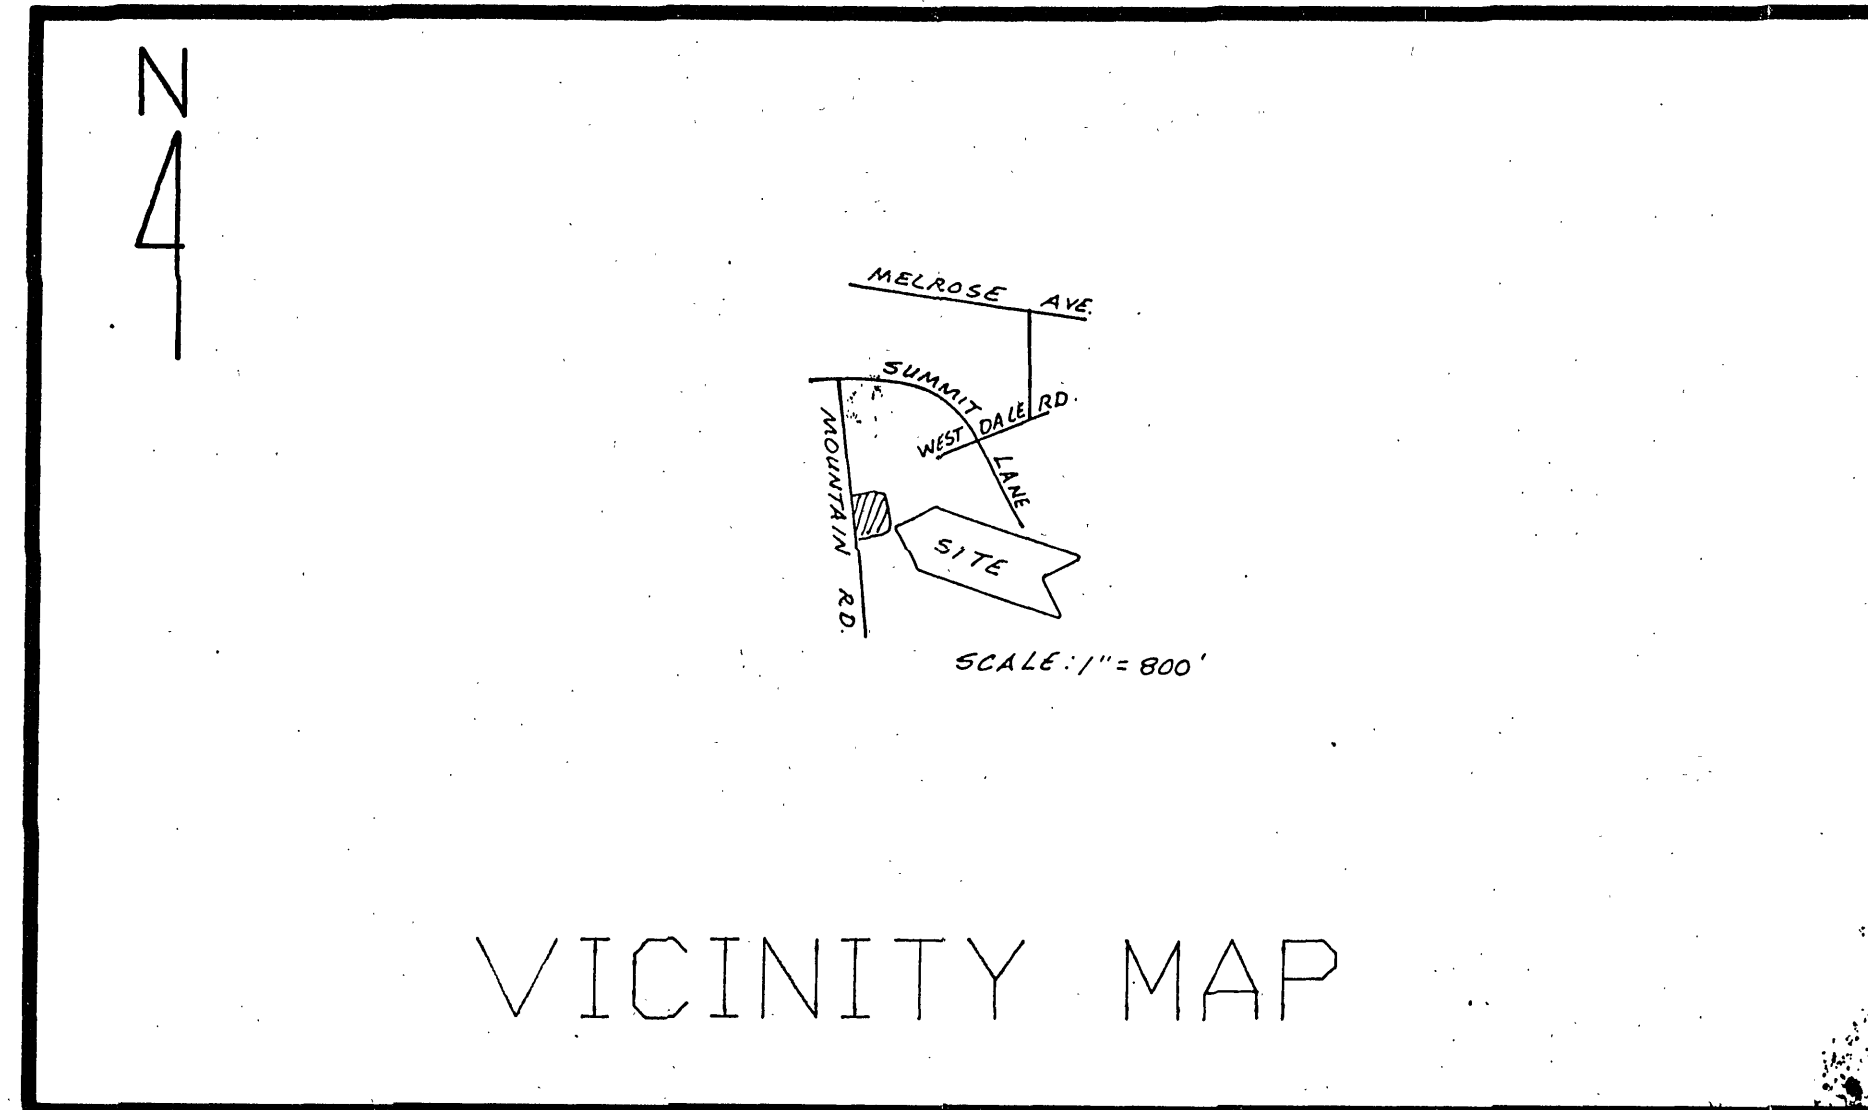 N
MELROSE AVE.
SUMMIT LANE
WEST DALE RD.
MOUNTAIN RD.
SITE
SCALE: 1" = 800'
VICINITY MAP